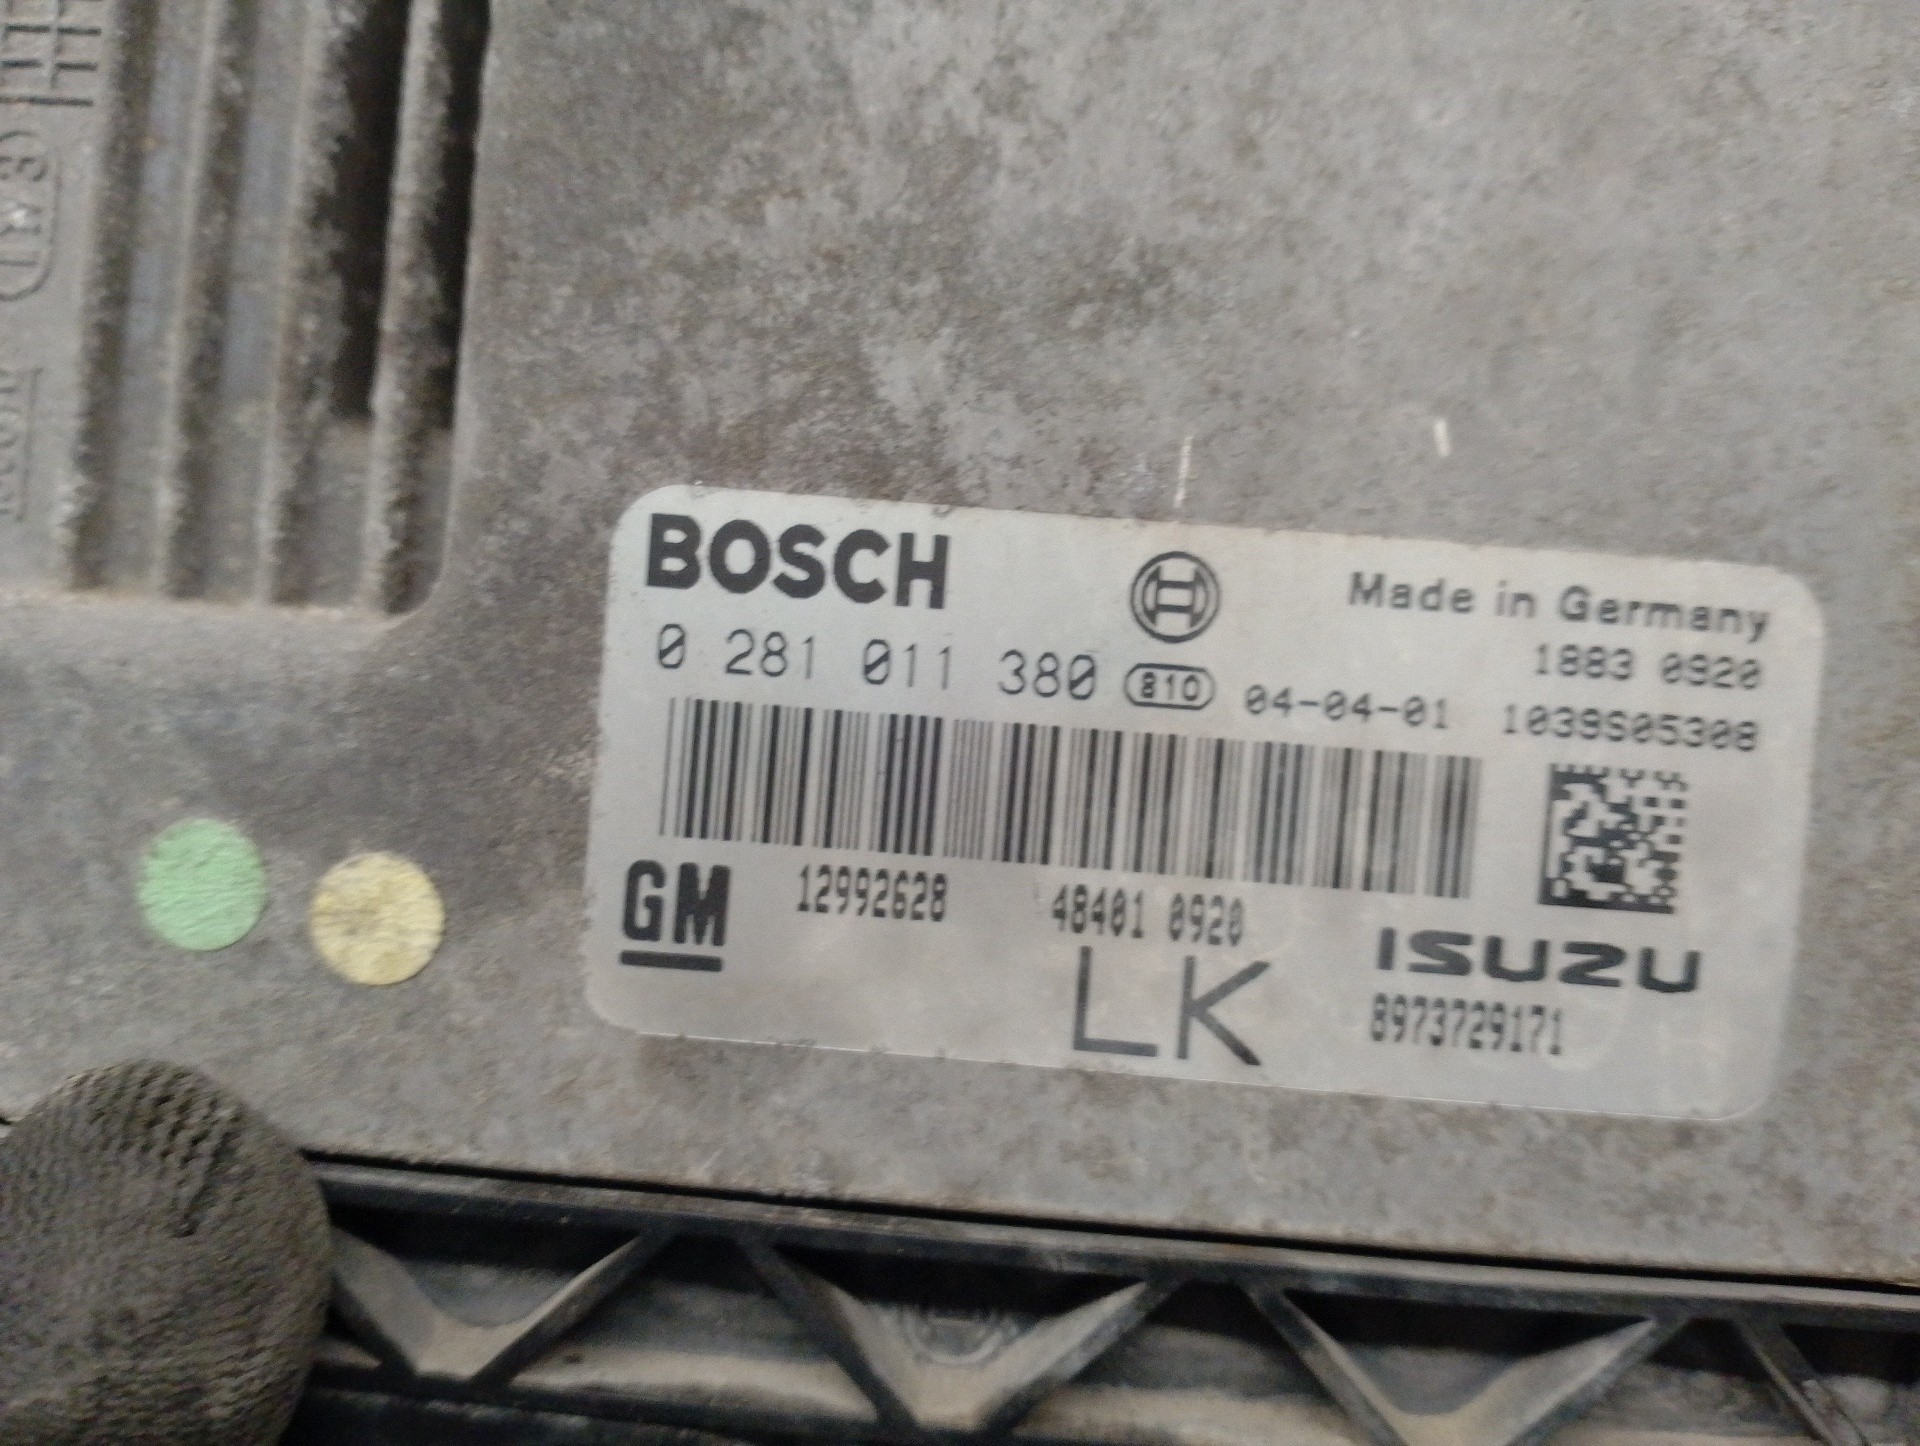 BOSCH
Made in Germany
1883 0920
0 281 011 380 810 04-04-01 1039S05308
GM 12992628 48401 0920
LK ISUZU
8973729171